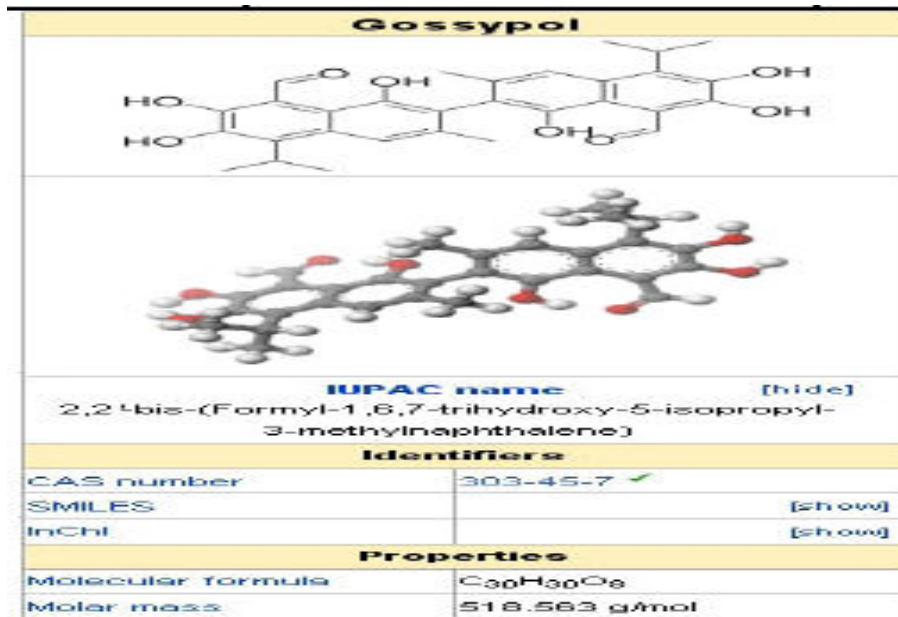 Gossypol
O
OH
OH
HO
OH
HO
OH
O
IUPAC name [hide]
2,2'-bis-(Formyl-1,6,7-trihydroxy-5-isopropyl-
3-methylnaphthalene)
Identifiers
CAS number 303-45-7 ✓
SMILES [show]
InChI [show]
Properties
Molecular formula C₃₀H₃₀O₈
Molar mass 518.563 g/mol